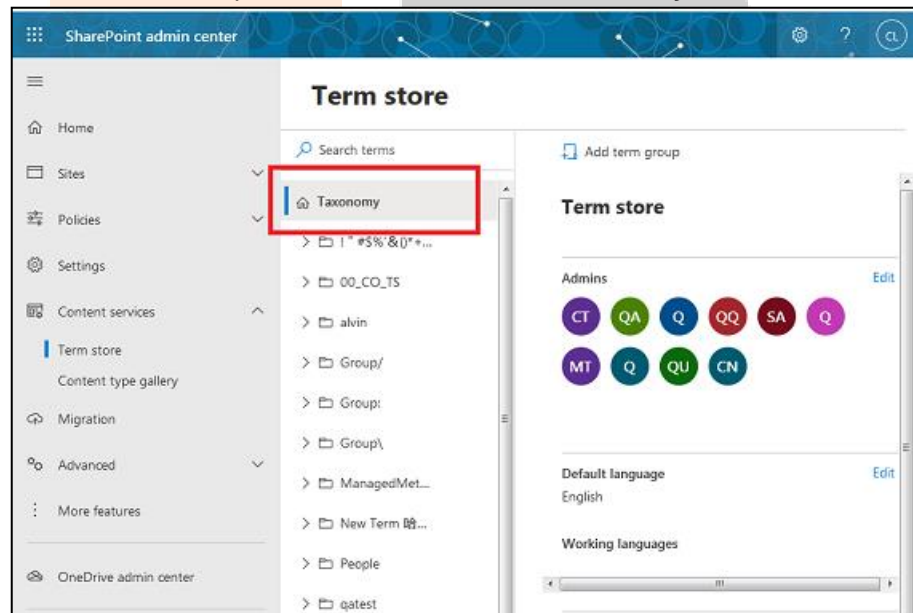 SharePoint admin center
?
CL
Home
Sites
Policies
Settings
Content services
Term store
Content type gallery
Migration
Advanced
More features
OneDrive admin center
Term store
Search terms
Taxonomy
! " #$%'&()*+...
00_CO_TS
alvin
Group/
Group:
Group\
ManagedMet...
New Term 哈...
People
qatest
Add term group
Term store
Admins
Edit
CT QA Q QQ SA Q
MT Q QU CN
Default language
Edit
English
Working languages